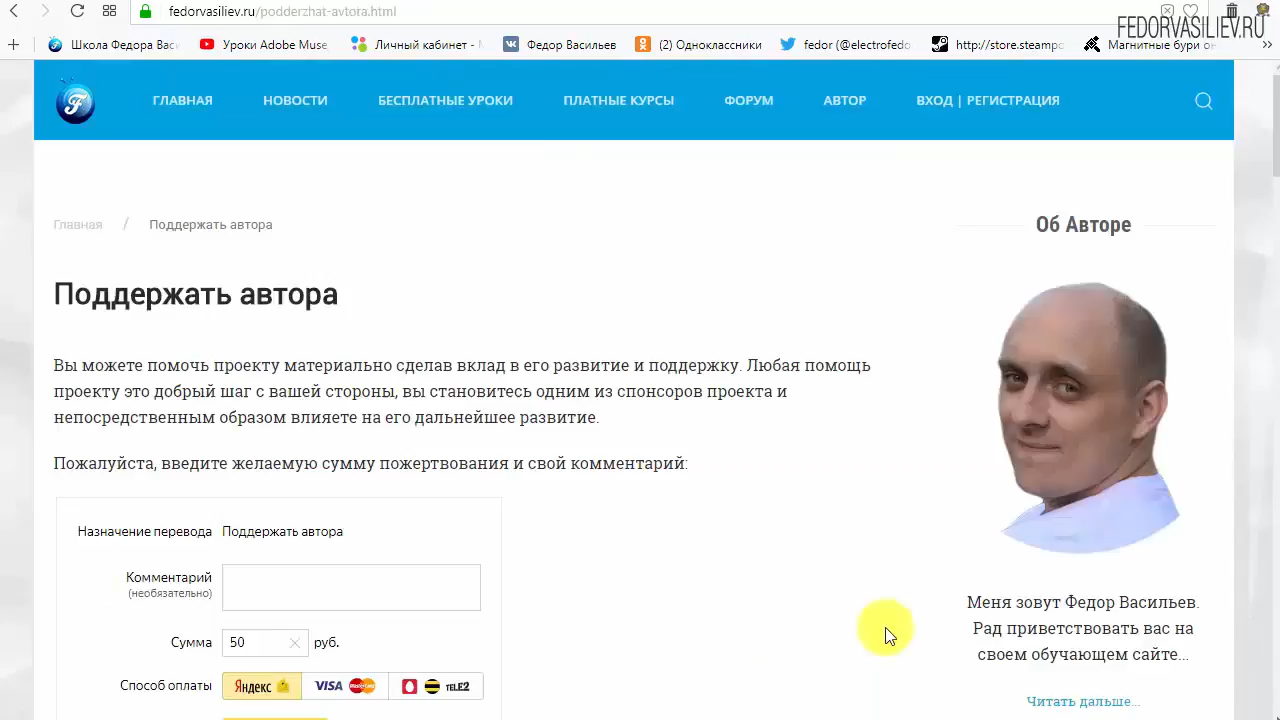 fedorvasiliev.ru/podderzhat-avtora.html
FEDORVASILIEV.RU
Школа Федора Вас
Уроки Adobe Muse
Личный кабинет -
Федор Васильев
(2) Одноклассники
fedor (@electrofedo
http://store.steampo
Магнитные бури он
ГЛАВНАЯ
НОВОСТИ
БЕСПЛАТНЫЕ УРОКИ
ПЛАТНЫЕ КУРСЫ
ФОРУМ
АВТОР
ВХОД | РЕГИСТРАЦИЯ
Главная / Поддержать автора
Поддержать автора
Вы можете помочь проекту материально сделав вклад в его развитие и поддержку. Любая помощь
проекту это добрый шаг с вашей стороны, вы становитесь одним из спонсоров проекта и
непосредственным образом влияете на его дальнейшее развитие.
Пожалуйста, введите желаемую сумму пожертвования и свой комментарий:
Назначение перевода Поддержать автора
Комментарий
(необязательно)
Сумма 50 руб.
Способ оплаты Яндекс VISA MasterCard TELE2
Об Авторе
Меня зовут Федор Васильев.
Рад приветствовать вас на
своем обучающем сайте...
Читать дальше...